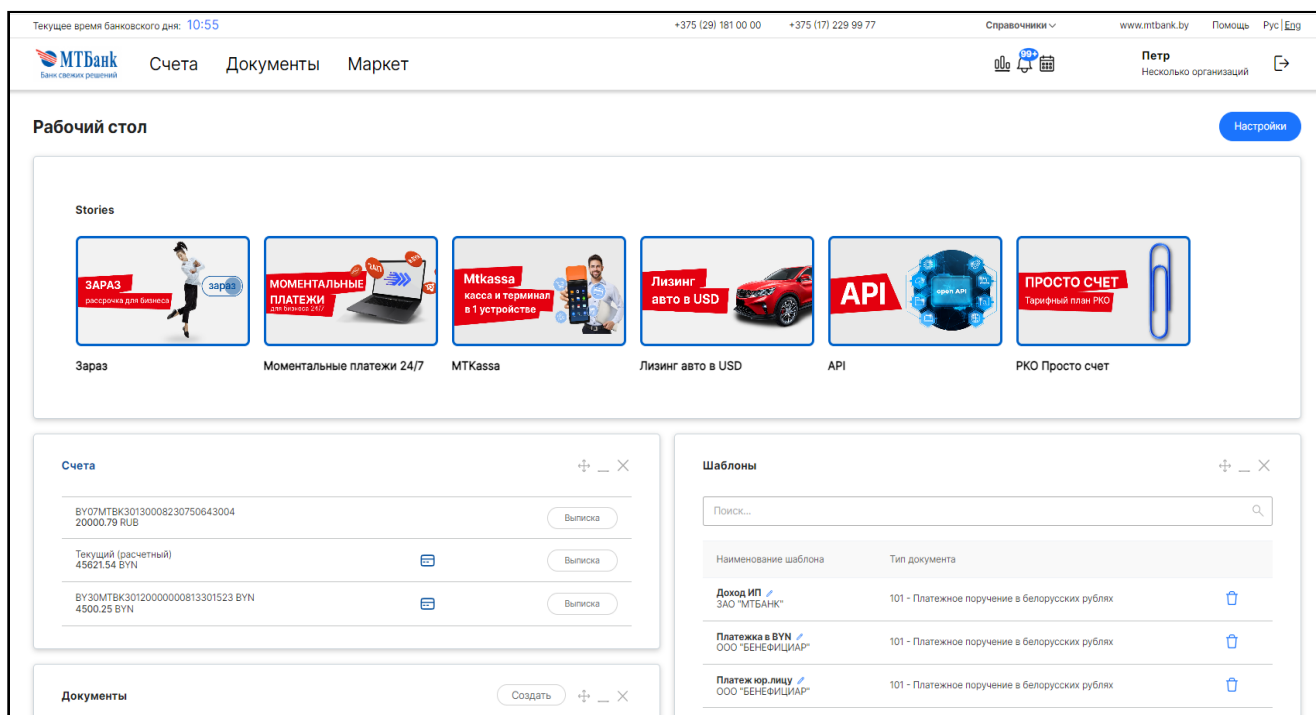 Текущее время банковского дня: 10:55
+375 (29) 181 00 00
+375 (17) 229 99 77
Справочники
www.mtbank.by
Помощь
Рус | Eng
МТБанк
Банк свежих решений
Счета
Документы
Маркет
99+
Петр
Несколько организаций
Рабочий стол
Настройки
Stories
ЗАРАЗ
рассрочка для бизнеса
зараз
МОМЕНТАЛЬНЫЕ
ПЛАТЕЖИ
для бизнеса 24/7
Mtkassa
касса и терминал
в 1 устройстве
Лизинг
авто в USD
API
open API
ПРОСТО СЧЕТ
Тарифный план РКО
Зараз
Моментальные платежи 24/7
MTKassa
Лизинг авто в USD
API
РКО Просто счет
Счета
BY07MTBK30130008230750643004
20000.79 RUB
Выписка
Текущий (расчетный)
45621.54 BYN
Выписка
BY30MTBK30120000000813301523 BYN
4500.25 BYN
Выписка
Документы
Создать
Шаблоны
Поиск...
Наименование шаблона
Тип документа
Доход ИП
ЗАО "МТБАНК"
101 - Платежное поручение в белорусских рублях
Платежка в BYN
ООО "БЕНЕФИЦИАР"
101 - Платежное поручение в белорусских рублях
Платеж юр.лицу
ООО "БЕНЕФИЦИАР"
101 - Платежное поручение в белорусских рублях